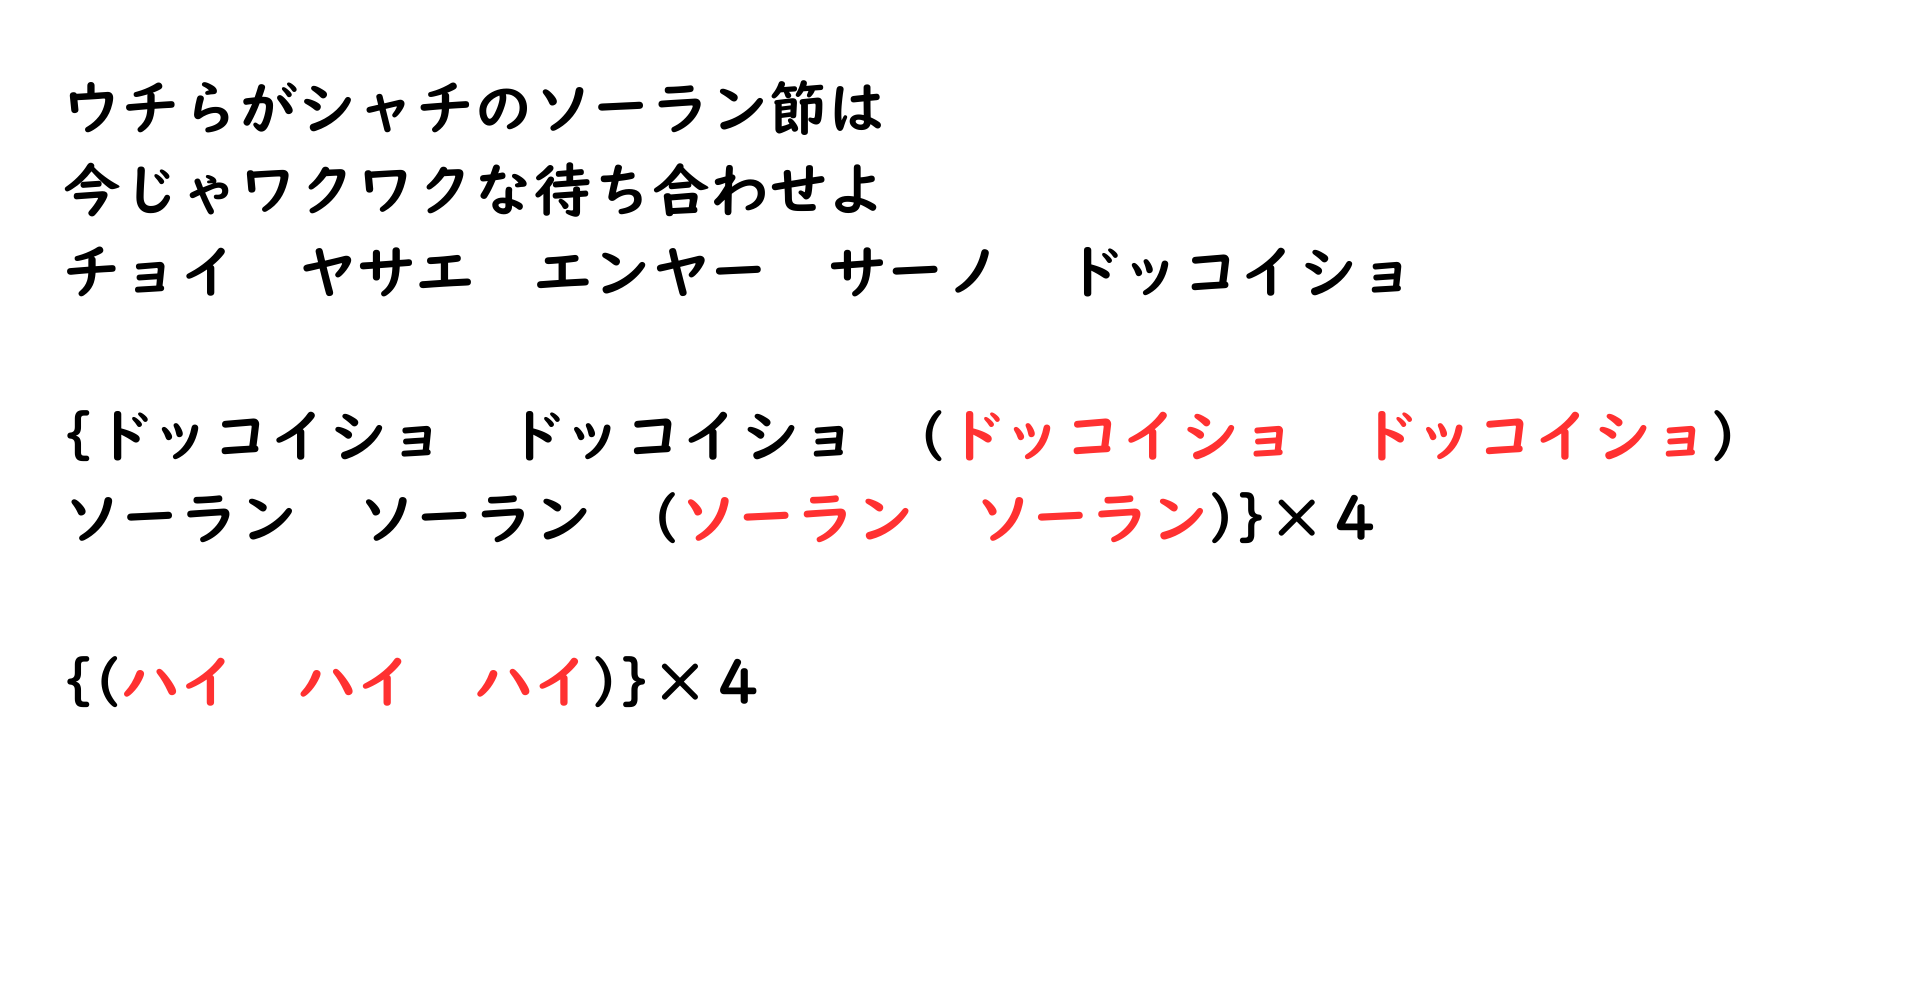 ウチらがシャチのソーラン節は
今じゃワクワクな待ち合わせよ
チョイ　ヤサエ　エンヤー　サーノ　ドッコイショ
{ドッコイショ　ドッコイショ　(ドッコイショ　ドッコイショ)
ソーラン　ソーラン　(ソーラン　ソーラン)}×４
{(ハイ　ハイ　ハイ)}×４